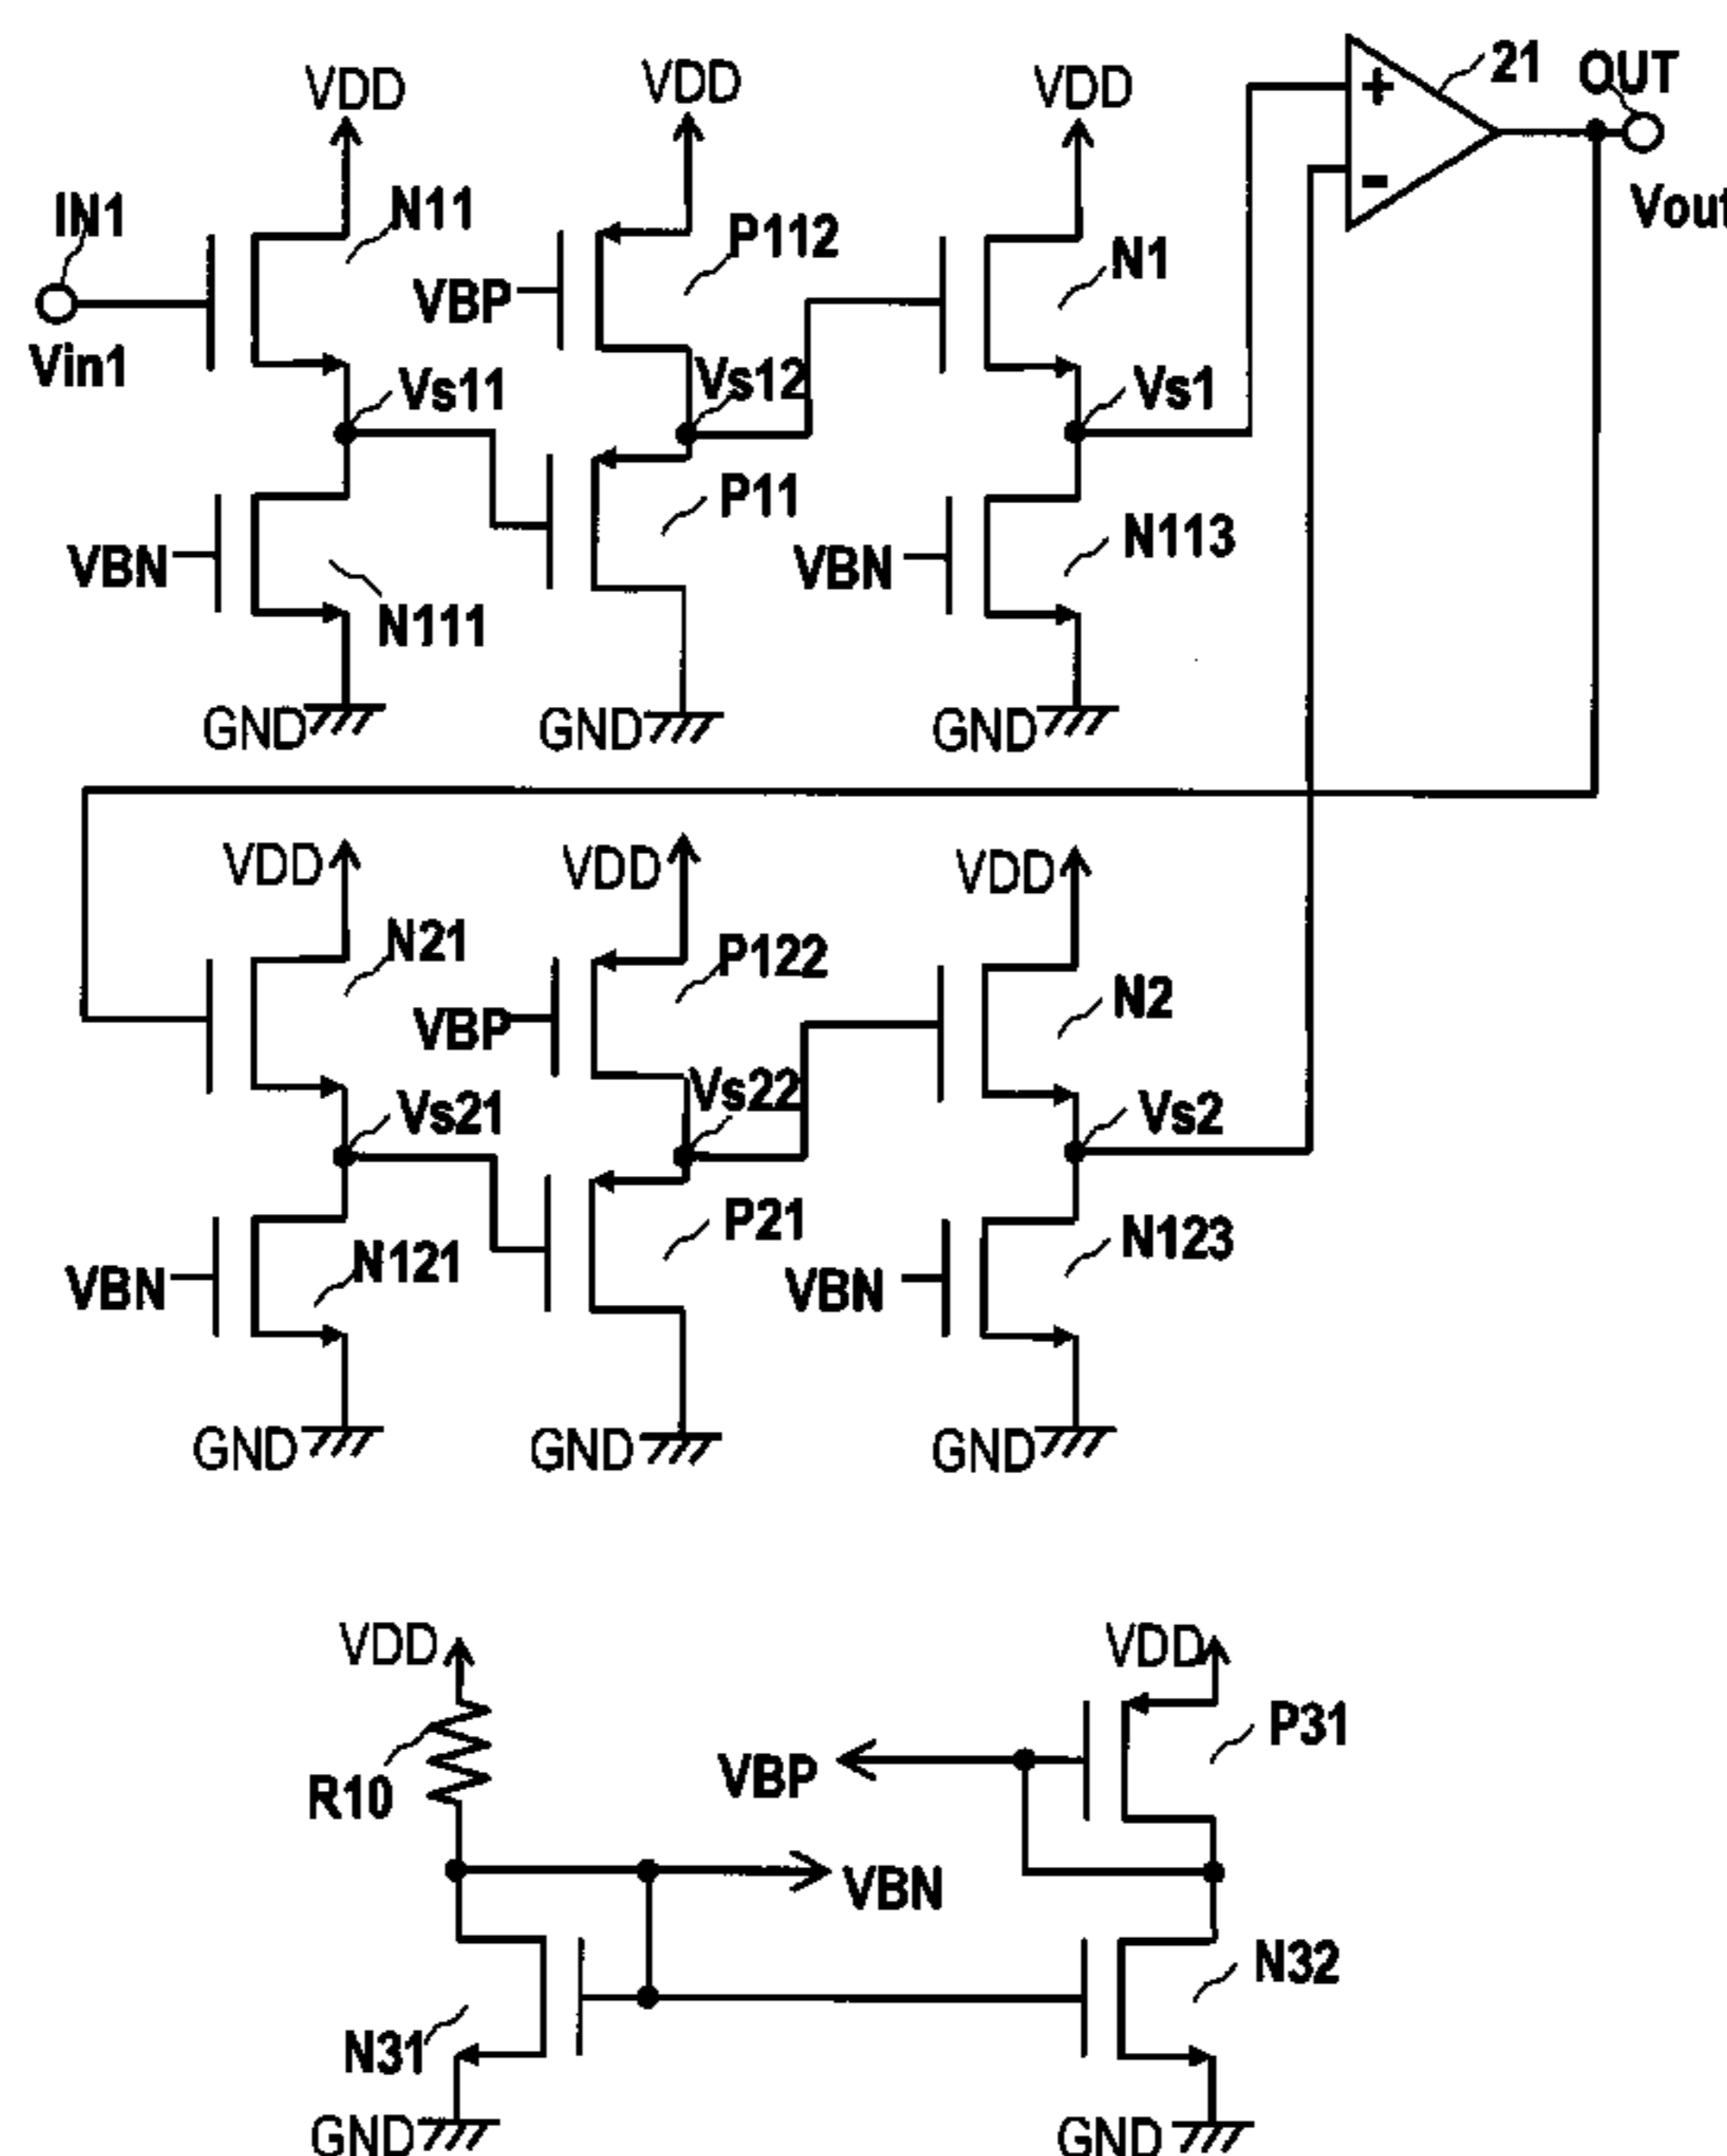 21
OUT
VDD
VDD
VDD
+
-
Vout
IN1
N11
P112
N1
VBP
Vin1
Vs11
Vs12
Vs1
P11
N113
VBN
VBN
N111
GND
GND
GND
VDD
VDD
VDD
N21
P122
N2
VBP
Vs21
Vs22
Vs2
P21
N123
N121
VBN
VBN
GND
GND
GND
VDD
VDD
P31
VBP
R10
VBN
N32
N31
GND
GND